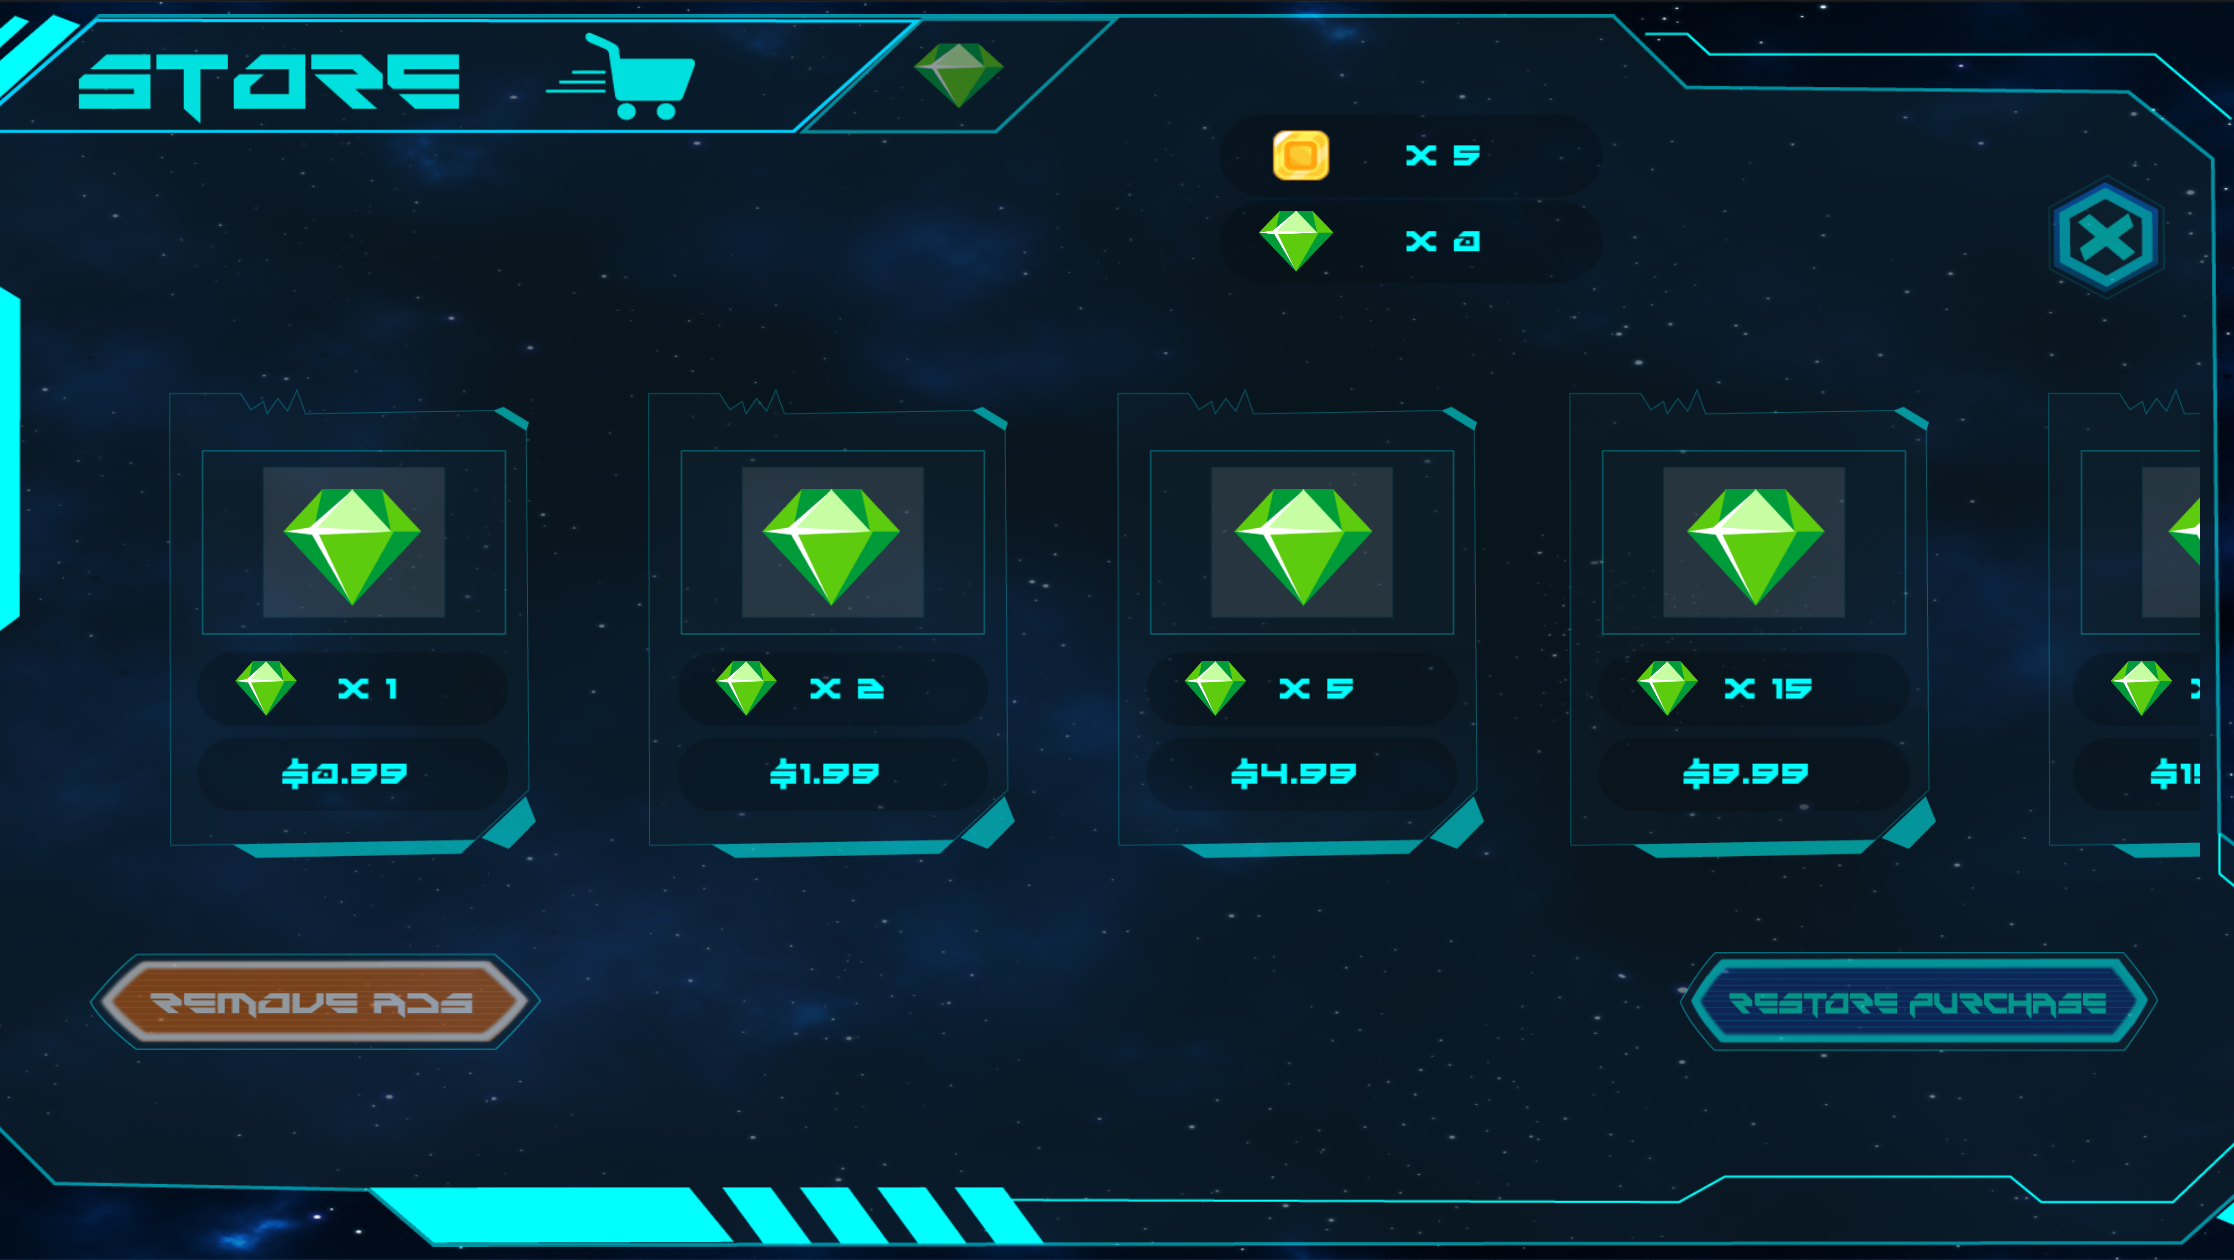 STORE
X 5
X 0
X 1
X 2
X 5
X 15
$0.99
$1.99
$4.99
$9.99
$1
REMOVE ADS
RESTORE PURCHASE